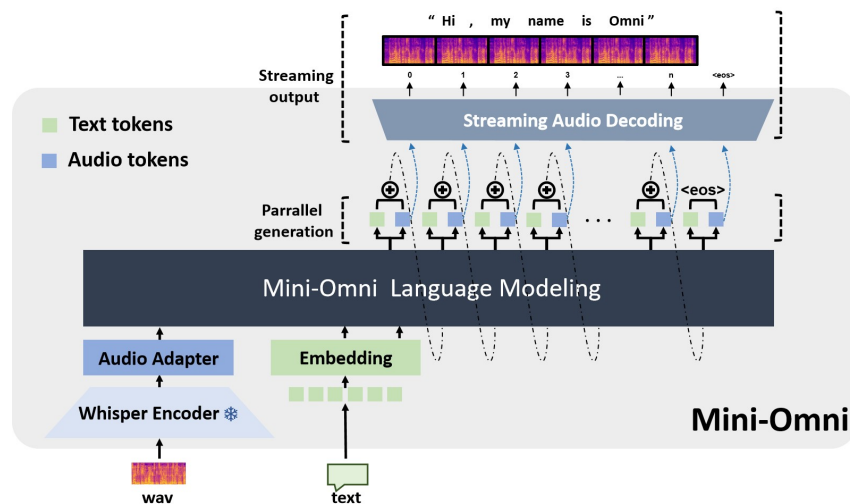 “ Hi , my name is Omni ”
Streaming
output
0 1 2 3 ... n <eos>
Streaming Audio Decoding
Text tokens
Audio tokens
<eos>
Parrallel
generation
. . .
Mini-Omni Language Modeling
Audio Adapter
Embedding
Whisper Encoder
Mini-Omni
wav
text